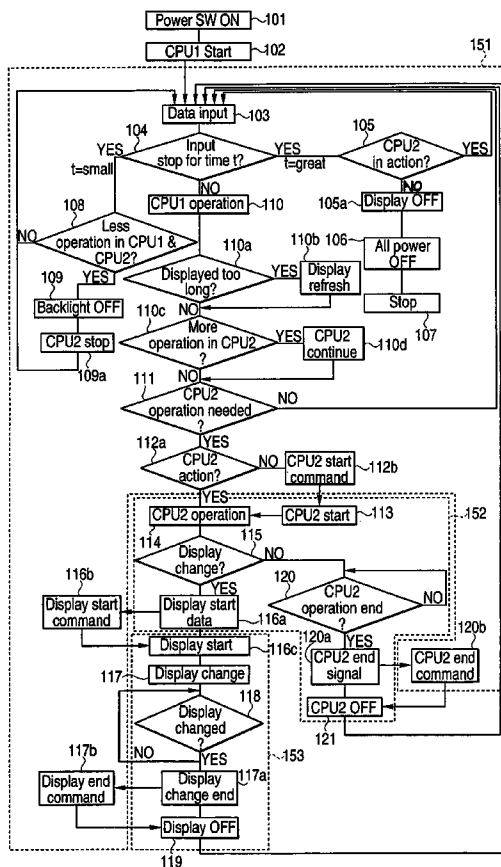 Power SW ON
101
CPU1 Start
102
151
Data input
103
104
Input
stop for time t?
YES
t=small
YES
t=great
NO
105
CPU2
in action?
YES
NO
105a
Display OFF
106
All power
OFF
Stop
107
CPU1 operation
110
108
Less
operation in CPU1 &
CPU2?
NO
YES
109
Backlight OFF
CPU2 stop
109a
110a
Displayed too
long?
YES
110b
Display
refresh
NO
110c
More
operation in CPU2
?
YES
CPU2
continue
110d
NO
111
CPU2
operation needed
?
NO
YES
112a
CPU2
action?
NO
CPU2 start
command
112b
YES
CPU2 operation
114
CPU2 start
113
152
115
Display
change?
NO
YES
116b
Display start
command
Display start
data
116a
120
CPU2
operation end
?
NO
YES
120a
CPU2 end
signal
120b
CPU2 end
command
CPU2 OFF
121
Display start
116c
117
Display change
118
Display
changed
?
NO
YES
153
117b
Display end
command
Display
change end
117a
Display OFF
119